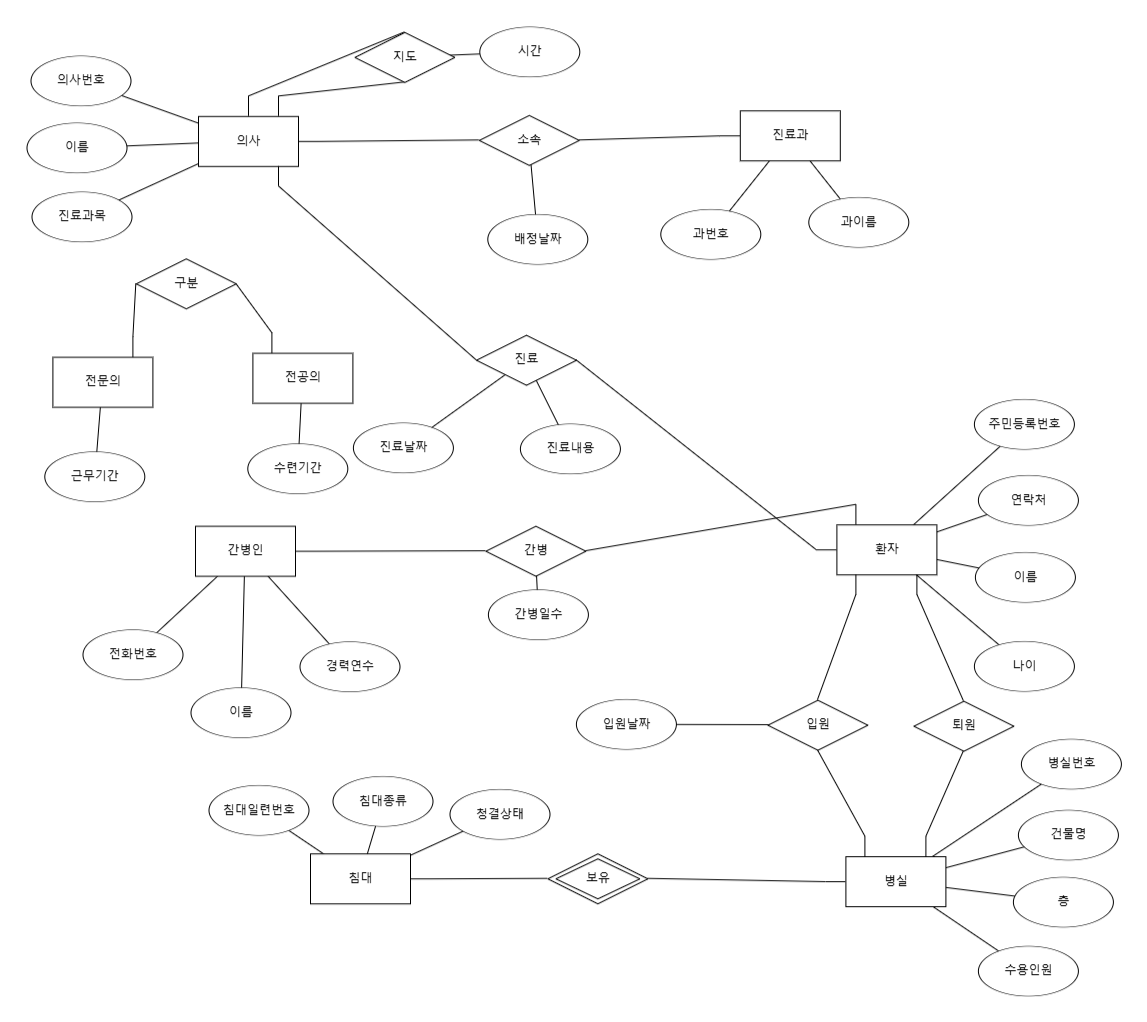 지도
시간
의사번호
의사
이름
진료과목
소속
진료과
배정날짜
과번호
과이름
구분
전문의
전공의
근무기간
수련기간
진료
진료날짜
진료내용
주민등록번호
연락처
환자
이름
나이
간병인
간병
간병일수
전화번호
이름
경력연수
입원날짜
입원
퇴원
병실번호
건물명
층
수용인원
병실
침대일련번호
침대종류
청결상태
침대
보유